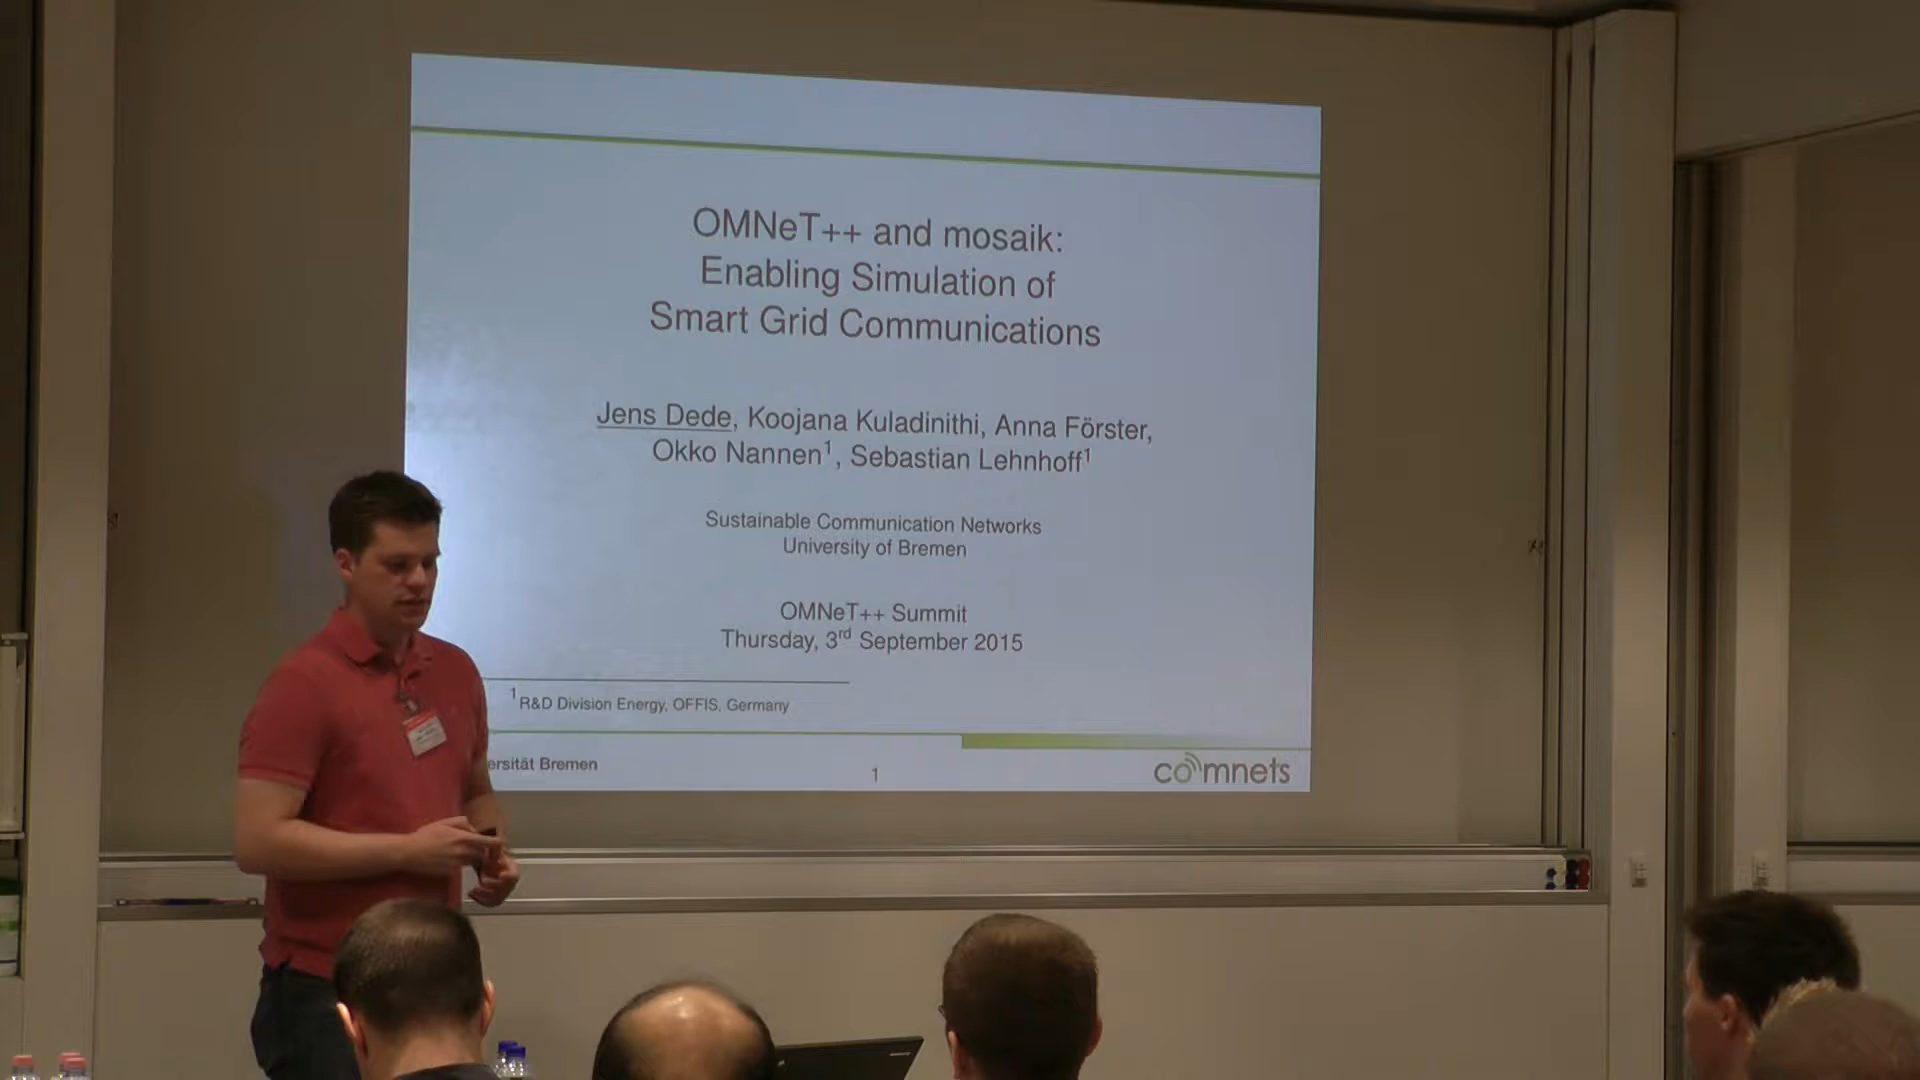 OMNeT++ and mosaik:
Enabling Simulation of
Smart Grid Communications
Jens Dede, Koojana Kuladinithi, Anna Förster,
Okko Nannen¹, Sebastian Lehnhoff¹
Sustainable Communication Networks
University of Bremen
OMNeT++ Summit
Thursday, 3rd September 2015
¹R&D Division Energy, OFFIS, Germany
ersität Bremen
1
comnets